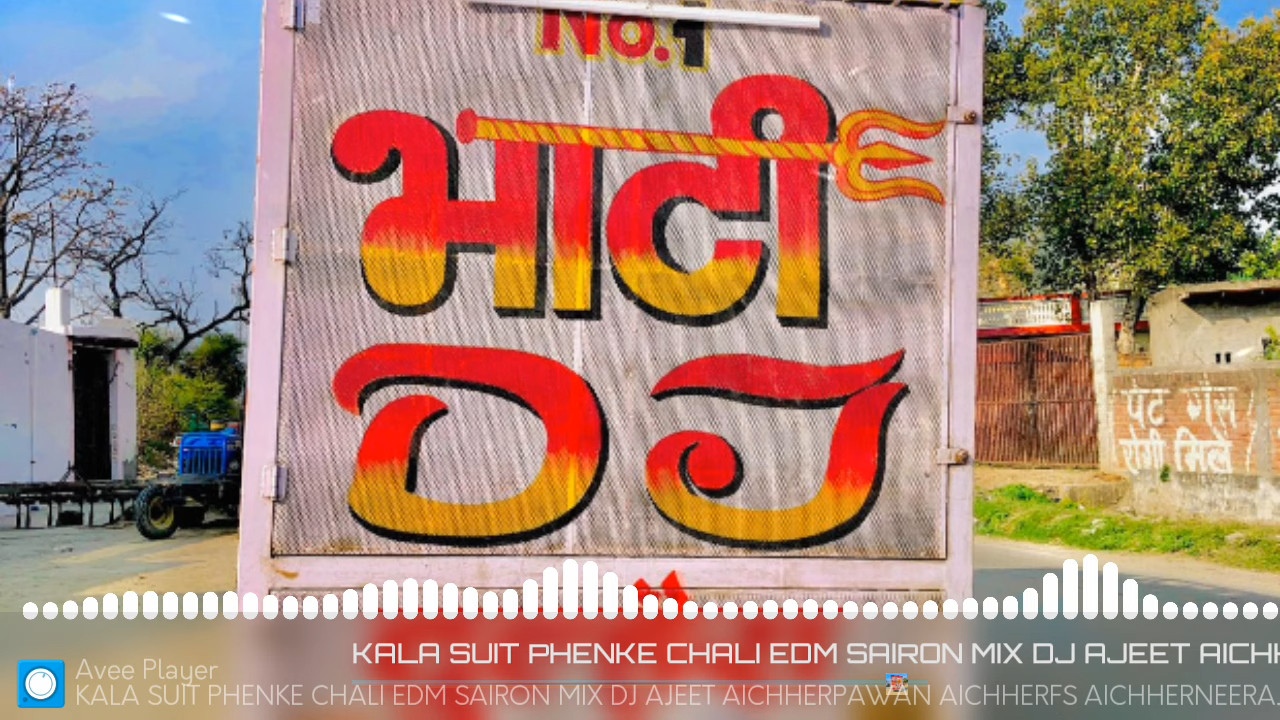 No.1
भाटी
DJ
पेट गैस
रोगी मिलें
KALA SUIT PHENKE CHALI EDM SAIRON MIX DJ AJEET AICHH
Avee Player
KALA SUIT PHENKE CHALI EDM SAIRON MIX DJ AJEET AICHHERPAWAN AICHHERFS AICHHERNEERA